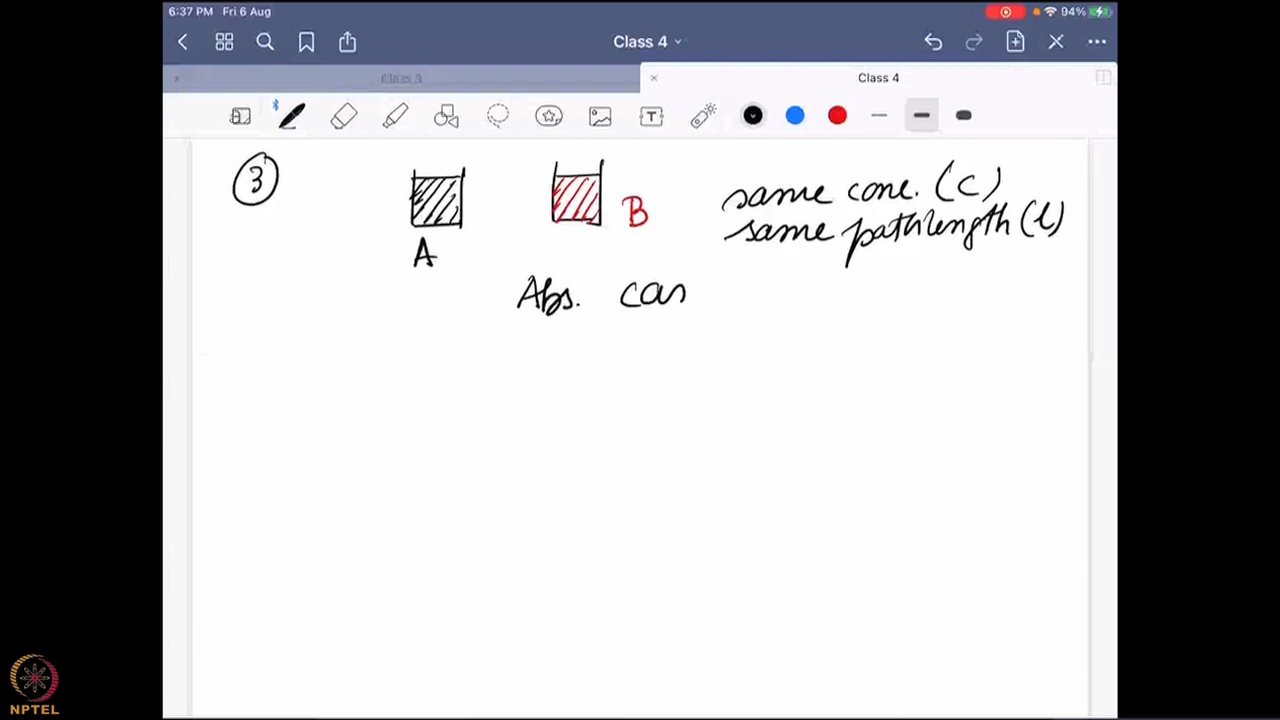 6:37 PM Fri 6 Aug
94%
Class 4
Class 3
Class 4
T
3
same conc. (C)
B
same pathlength (l)
A
Abs. can
NPTEL